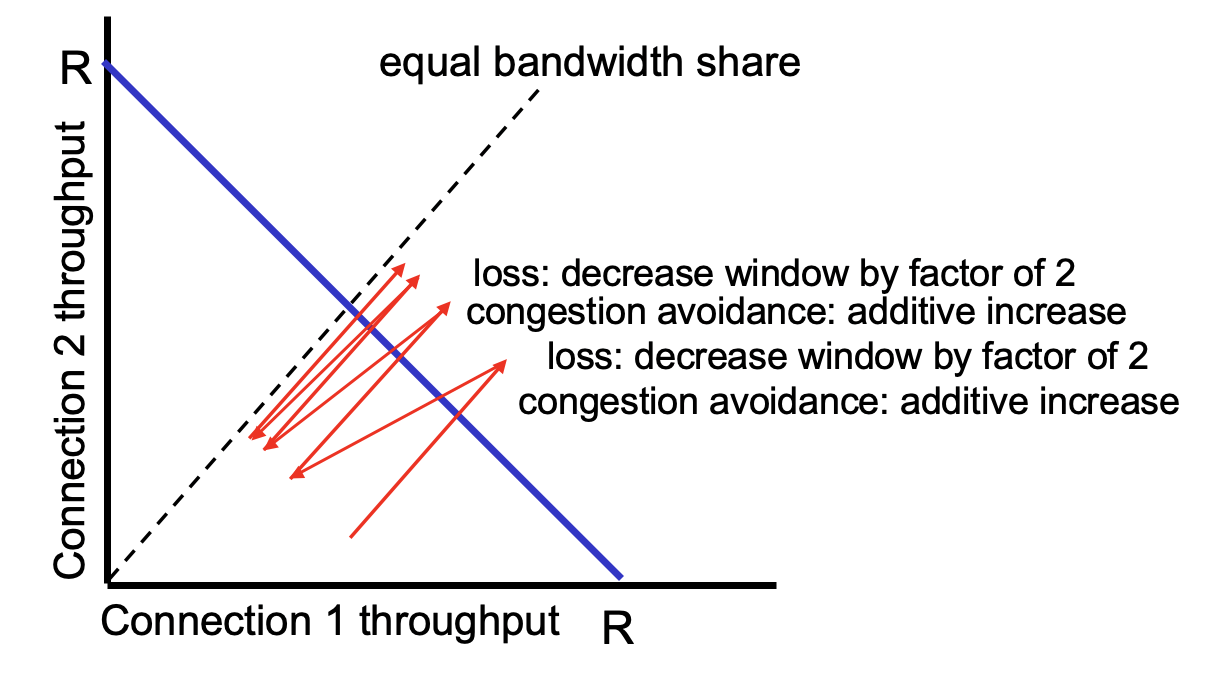 R
equal bandwidth share
Connection 2 throughput
loss: decrease window by factor of 2
congestion avoidance: additive increase
loss: decrease window by factor of 2
congestion avoidance: additive increase
Connection 1 throughput
R